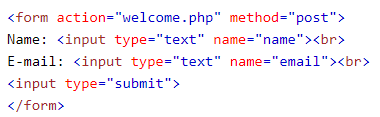 <form action="welcome.php" method="post">
Name: <input type="text" name="name"><br>
E-mail: <input type="text" name="email"><br>
<input type="submit">
</form>